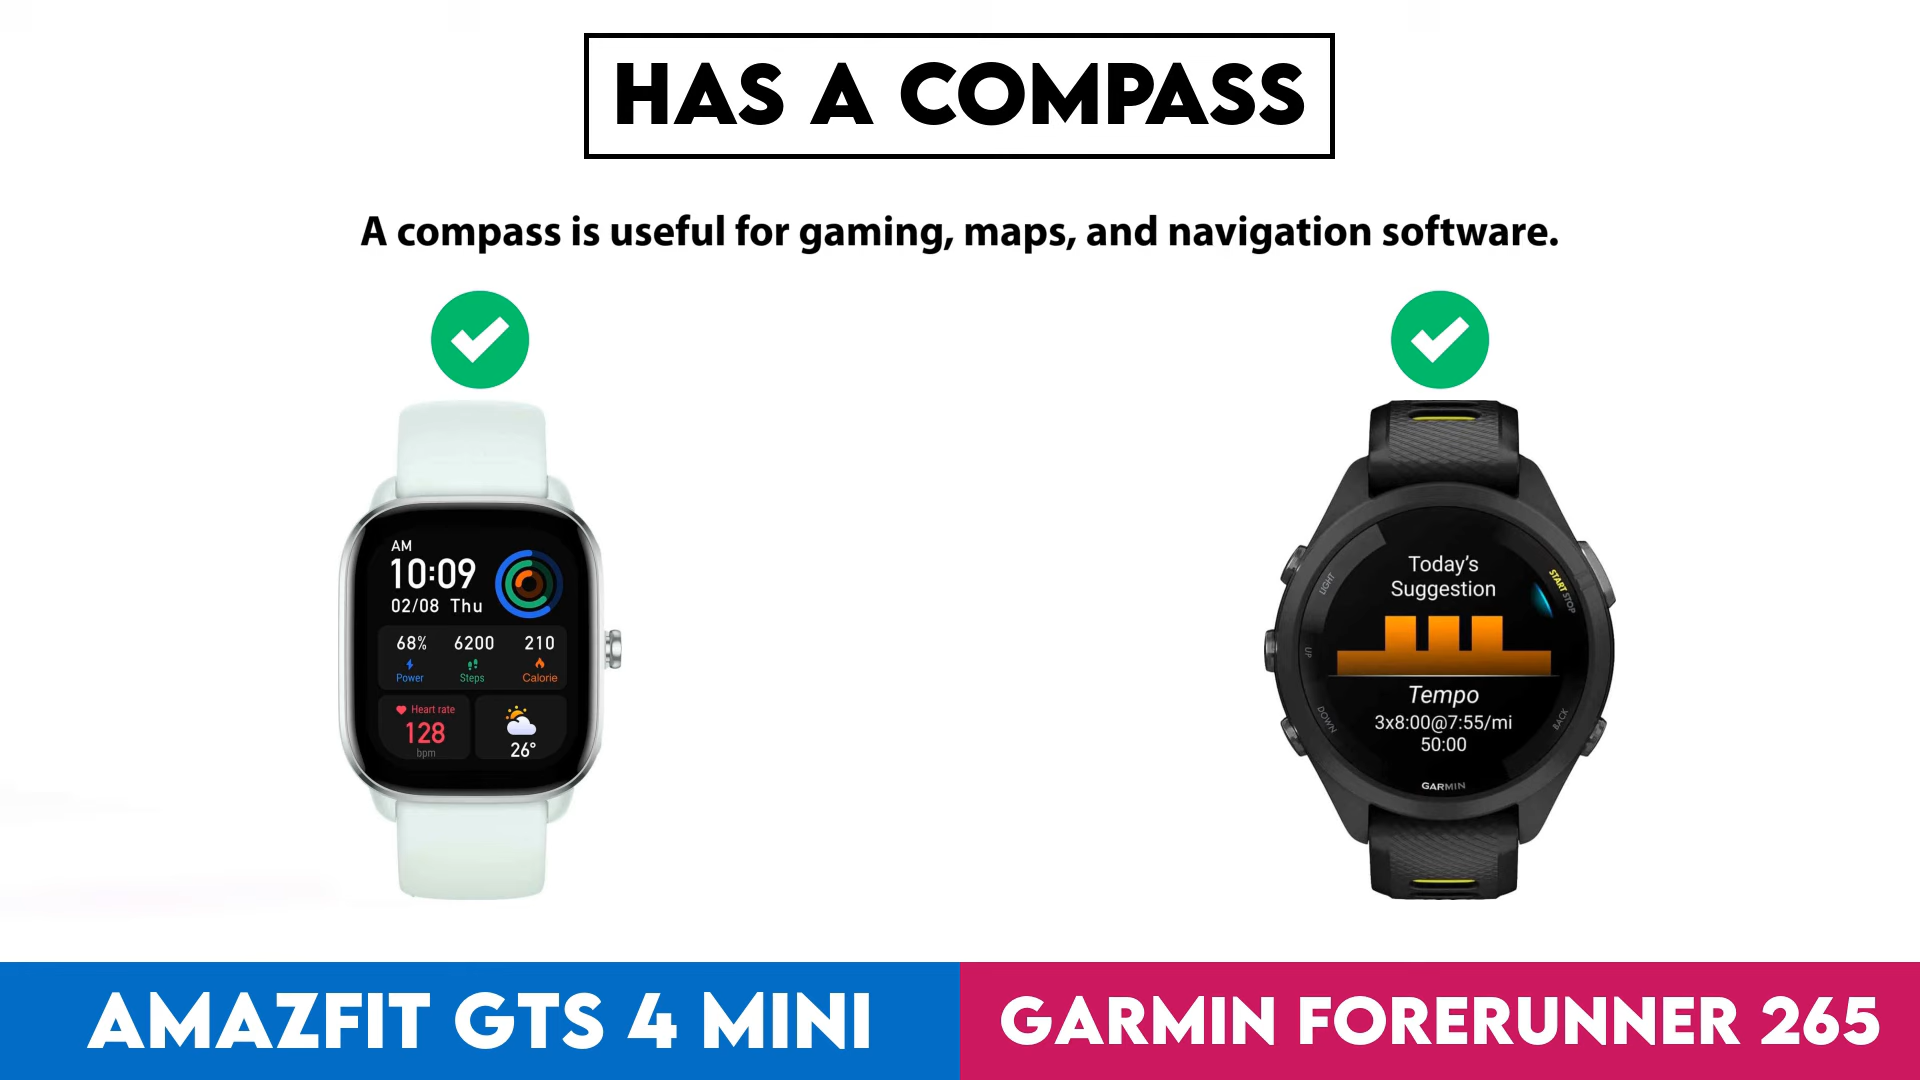 HAS A COMPASS
A compass is useful for gaming, maps, and navigation software.
AM
10:09
02/08 Thu
68% 6200 210
Power Steps Calorie
Heart rate
128
bpm
26°
Today's
Suggestion
Tempo
3x8:00@7:55/mi
50:00
GARMIN
LIGHT
UP
DOWN
START STOP
BACK
AMAZFIT GTS 4 MINI
GARMIN FORERUNNER 265